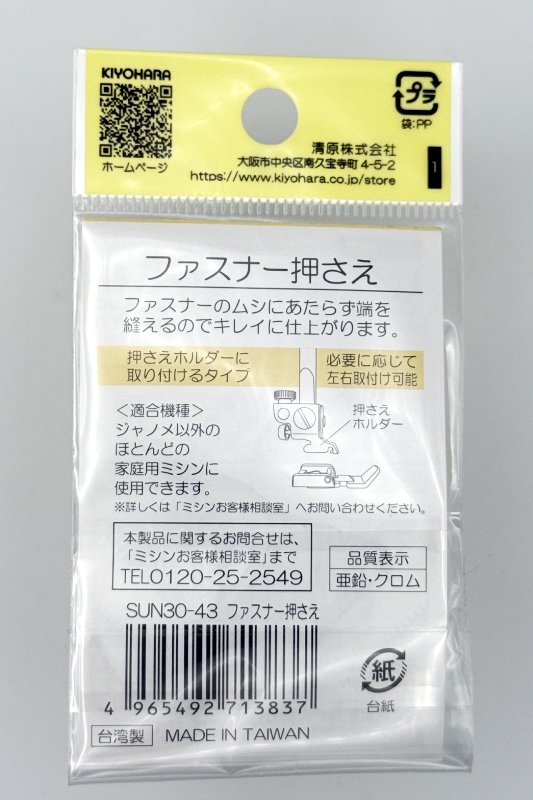 KIYOHARA
ホームページ
プラ
袋:PP
清原株式会社
大阪市中央区南久宝寺町4-5-2
https://www.kiyohara.co.jp/store
1
ファスナー押さえ
ファスナーのムシにあたらず端を
縫えるのでキレイに仕上がります。
押さえホルダーに
取り付けるタイプ
必要に応じて
左右取付け可能
<適合機種>
ジャノメ以外の
ほとんどの
家庭用ミシンに
使用できます。
押さえ
ホルダー
※詳しくは「ミシンお客様相談室」へお問い合わせください。
本製品に関するお問合せは、
「ミシンお客様相談室」まで
TEL0120-25-2549
品質表示
亜鉛・クロム
SUN30-43 ファスナー押さえ
4 965492 713837
紙
台紙
台湾製 MADE IN TAIWAN